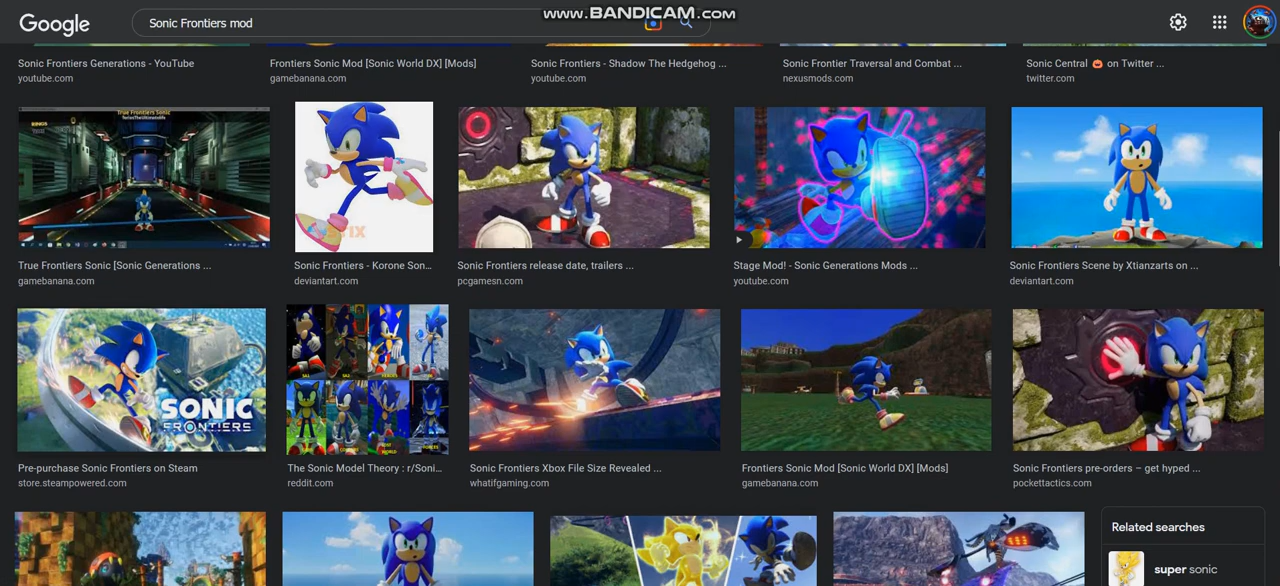 www.BANDICAM.com
Google
Sonic Frontiers mod
Sonic Frontiers Generations - YouTube
youtube.com
Frontiers Sonic Mod [Sonic World DX] [Mods]
gamebanana.com
Sonic Frontiers - Shadow The Hedgehog ...
youtube.com
Sonic Frontier Traversal and Combat ...
nexusmods.com
Sonic Central 🎃 on Twitter ...
twitter.com
True Frontiers Sonic
True Frontiers Sonic [Sonic Generations ...
gamebanana.com
Sonic Frontiers - Korone Son...
deviantart.com
Sonic Frontiers release date, trailers ...
pcgamesn.com
Stage Mod! - Sonic Generations Mods ...
youtube.com
Sonic Frontiers Scene by Xtianzarts on ...
deviantart.com
SONIC
FRONTIERS
Pre-purchase Sonic Frontiers on Steam
store.steampowered.com
The Sonic Model Theory : r/Soni...
reddit.com
Sonic Frontiers Xbox File Size Revealed ...
whatifgaming.com
Frontiers Sonic Mod [Sonic World DX] [Mods]
gamebanana.com
Sonic Frontiers pre-orders – get hyped ...
pockettactics.com
Related searches
super sonic